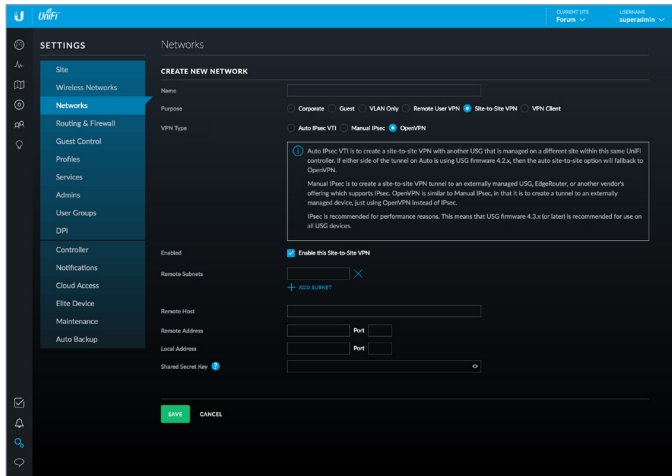 U UniFi
CURRENT SITE
Forum
USERNAME
superadmin
SETTINGS
Site
Wireless Networks
Networks
Routing & Firewall
Guest Control
Profiles
Services
Admins
User Groups
DPI
Controller
Notifications
Cloud Access
Elite Device
Maintenance
Auto Backup
Networks
CREATE NEW NETWORK
Name
Purpose
Corporate Guest VLAN Only Remote User VPN Site-to-Site VPN VPN Client
VPN Type
Auto IPsec VTI Manual IPsec OpenVPN
Auto IPsec VTI is to create a site-to-site VPN with another USG that is managed on a different site within this same UniFi
controller. If either side of the tunnel on Auto is using USG firmware 4.2.x, then the auto site-to-site option will fallback to
OpenVPN.
Manual IPsec is to create a site-to-site VPN tunnel to an externally managed USG, EdgeRouter, or another vendor's
offering which supports IPsec. OpenVPN is similar to Manual IPsec, in that it is to create a tunnel to an externally
managed device, just using OpenVPN instead of IPsec.
IPsec is recommended for performance reasons. This means that USG firmware 4.3.x (or later) is recommended for use on
all USG devices.
Enabled
Enable this Site-to-Site VPN
Remote Subnets
+ ADD SUBNET
Remote Host
Remote Address
Port
Local Address
Port
Shared Secret Key ?
SAVE CANCEL